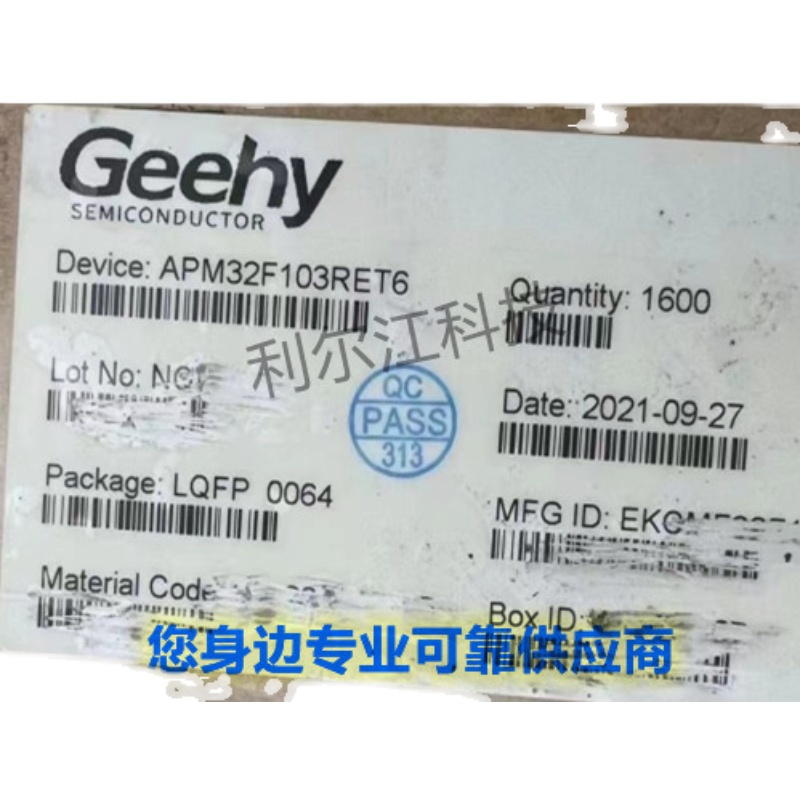 Geehy
SEMICONDUCTOR
Device: APM32F103RET6
Quantity: 1600
利尔江科技
Lot No:
QC
PASS
313
Date: 2021-09-27
Package: LQFP 0064
MFG ID:
Material Code
Box ID:
您身边专业可靠供应商